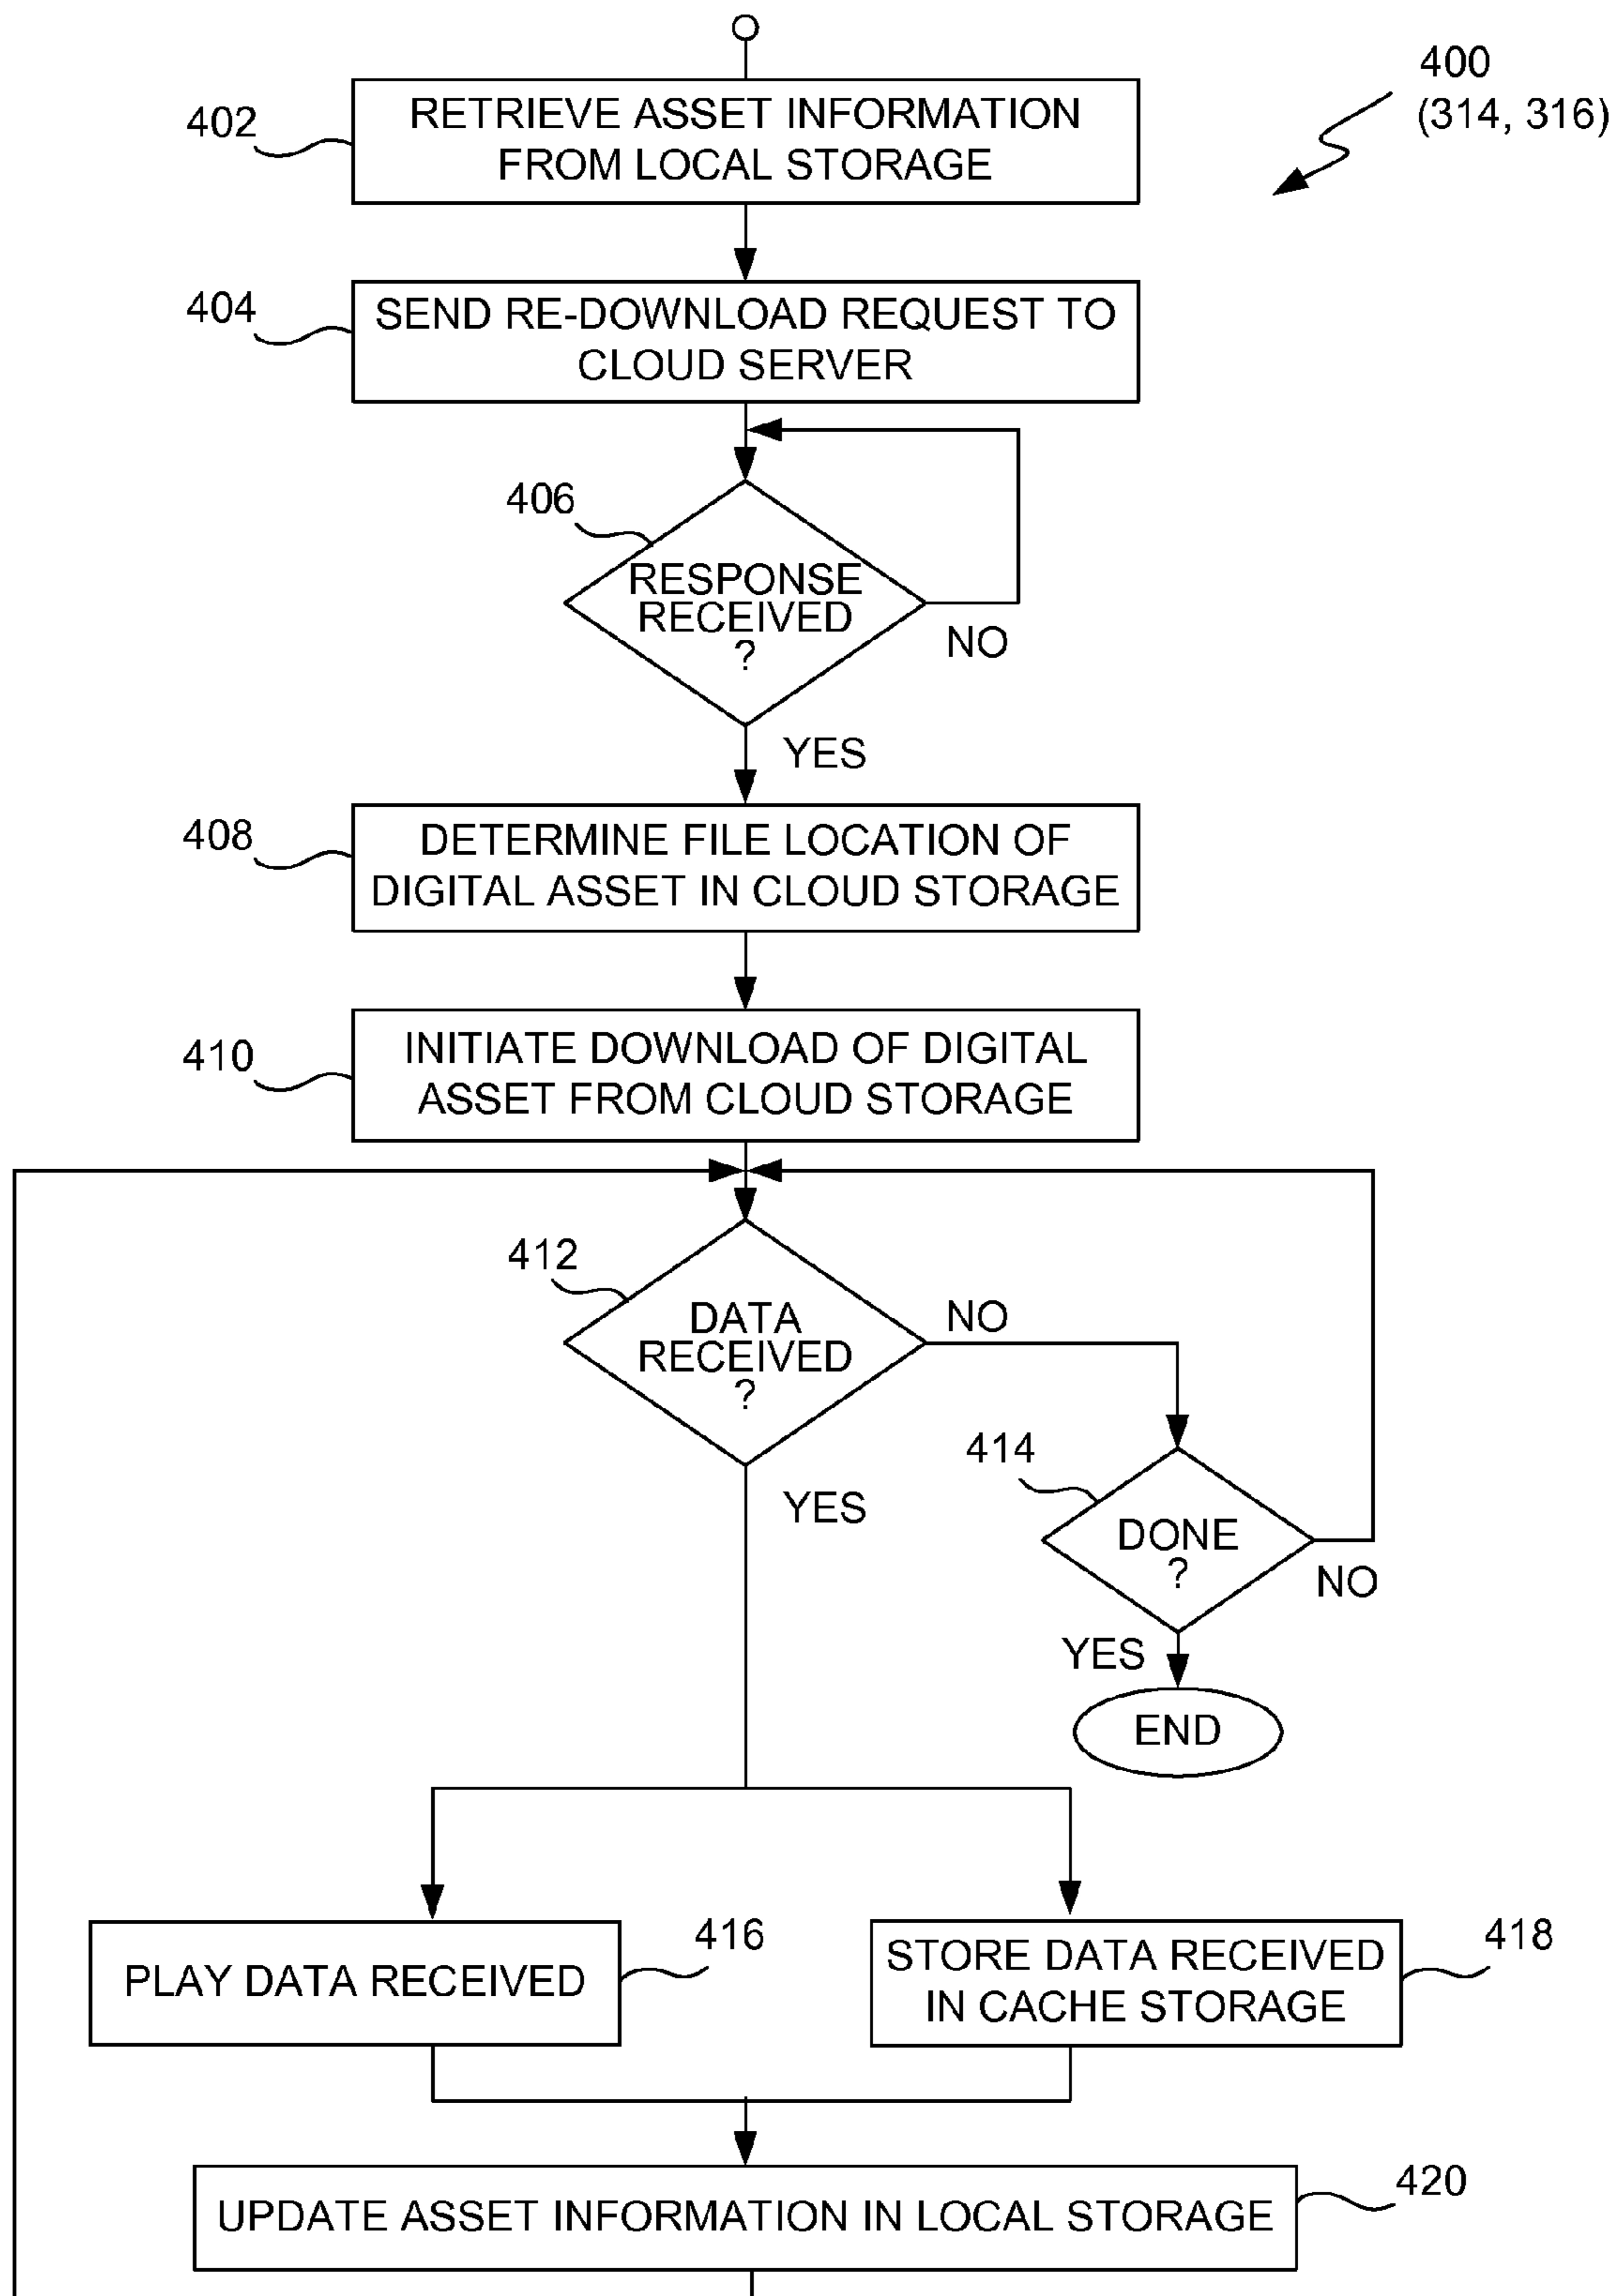 400
(314, 316)
402
RETRIEVE ASSET INFORMATION
FROM LOCAL STORAGE
404
SEND RE-DOWNLOAD REQUEST TO
CLOUD SERVER
406
RESPONSE
RECEIVED
?
NO
YES
408
DETERMINE FILE LOCATION OF
DIGITAL ASSET IN CLOUD STORAGE
410
INITIATE DOWNLOAD OF DIGITAL
ASSET FROM CLOUD STORAGE
412
DATA
RECEIVED
?
NO
YES
414
DONE
?
NO
YES
END
416
PLAY DATA RECEIVED
418
STORE DATA RECEIVED
IN CACHE STORAGE
420
UPDATE ASSET INFORMATION IN LOCAL STORAGE